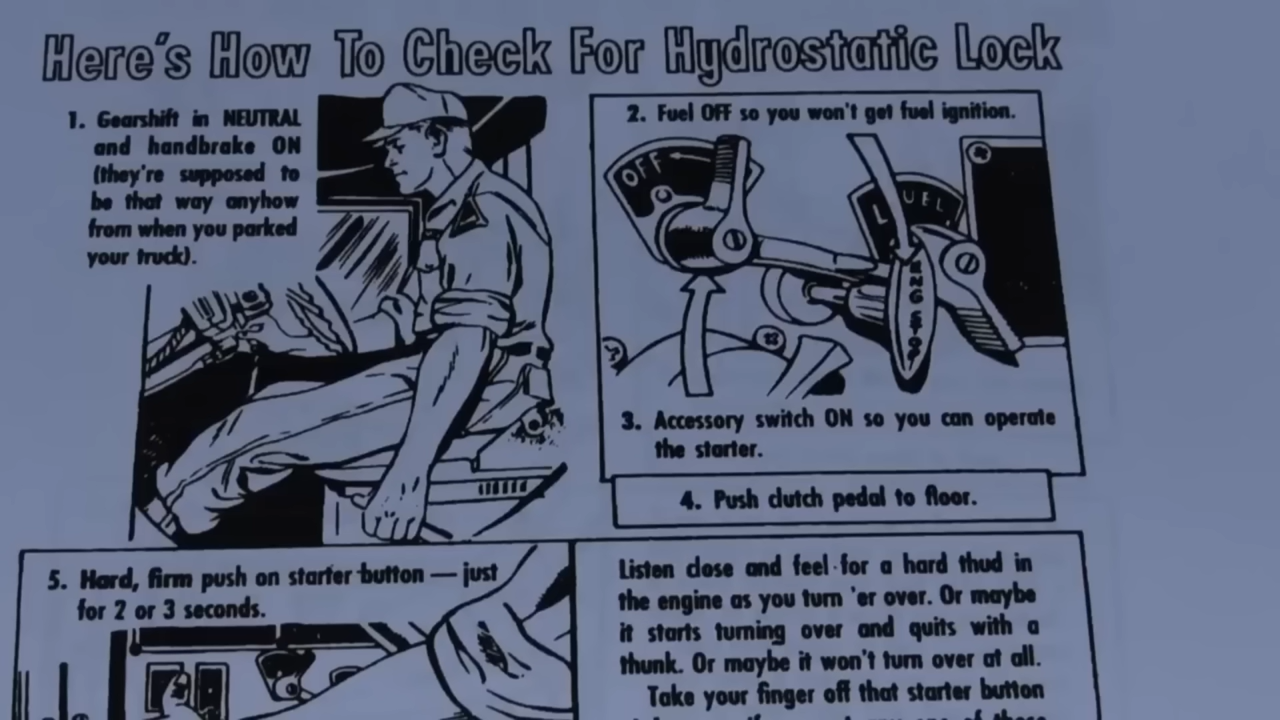 Here's How To Check For Hydrostatic Lock
1. Gearshift in NEUTRAL
and handbrake ON
(they're supposed to
be that way anyhow
from when you parked
your truck).
2. Fuel OFF so you won't get fuel ignition.
OFF
FUEL
ENG STOP
3. Accessory switch ON so you can operate
the starter.
4. Push clutch pedal to floor.
5. Hard, firm push on starter button — just
for 2 or 3 seconds.
Listen close and feel for a hard thud in
the engine as you turn 'er over. Or maybe
it starts turning over and quits with a
thunk. Or maybe it won't turn over at all.
Take your finger off that starter button